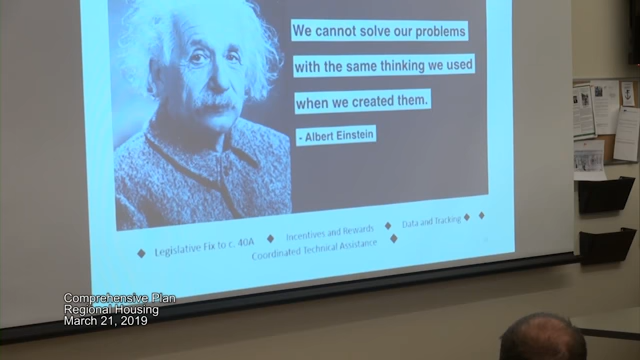 We cannot solve our problems
with the same thinking we used
when we created them.
- Albert Einstein
◆ Legislative Fix to c. 40A ◆ Incentives and Rewards ◆ Data and Tracking ◆ ◆
Coordinated Technical Assistance ◆
Comprehensive Plan
Regional Housing
March 21, 2019